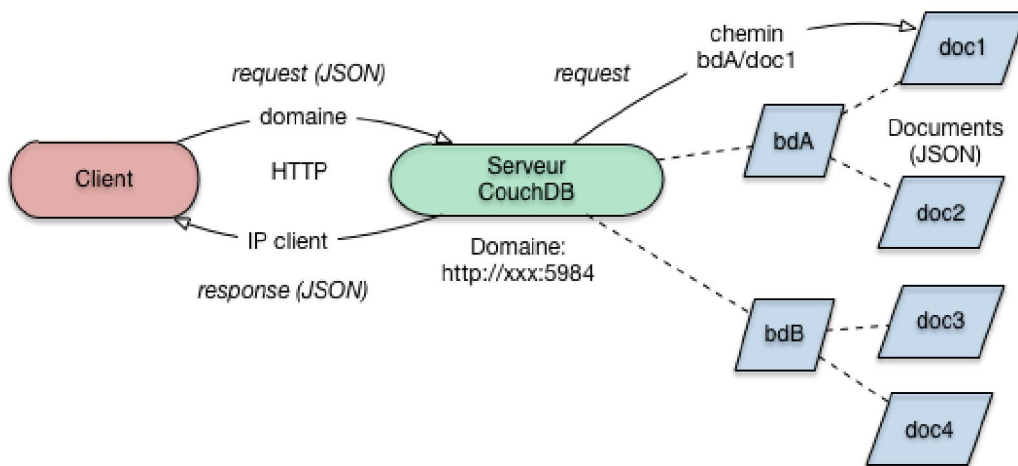 chemin
bdA/doc1
doc1
request (JSON)
request
domaine
bdA
Documents
(JSON)
Client
HTTP
Serveur
CouchDB
doc2
IP client
Domaine:
http://xxx:5984
response (JSON)
bdB
doc3
doc4